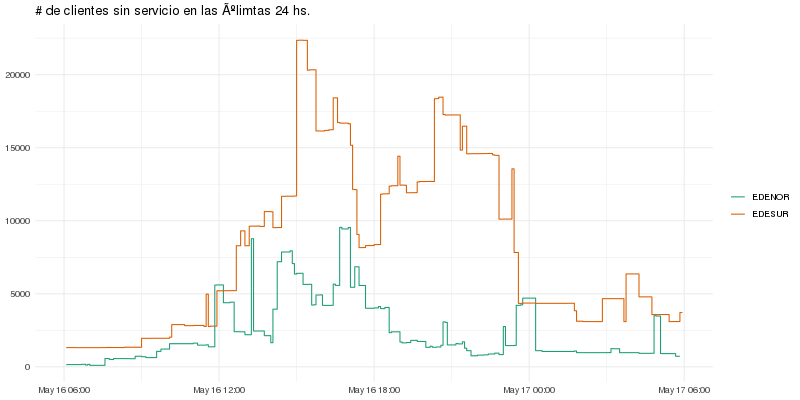 # de clientes sin servicio en las Ãºlimtas 24 hs.
20000
15000
10000
5000
0
May 16 06:00
May 16 12:00
May 16 18:00
May 17 00:00
May 17 06:00
EDENOR
EDESUR